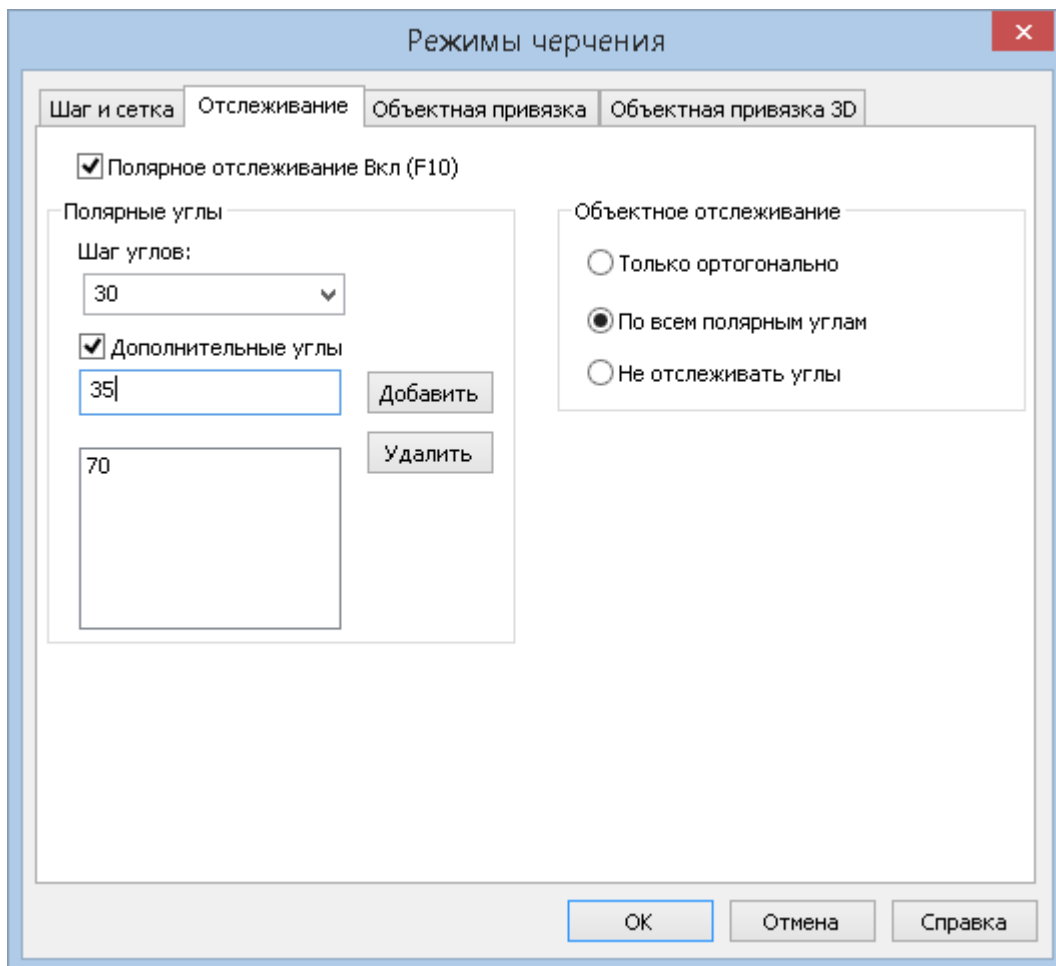 Режимы черчения
Шаг и сетка Отслеживание Объектная привязка Объектная привязка 3D
Полярное отслеживание Вкл (F10)
Полярные углы
Шаг углов:
30
Дополнительные углы
35
Добавить
Удалить
70
Объектное отслеживание
Только ортогонально
По всем полярным углам
Не отслеживать углы
OK Отмена Справка